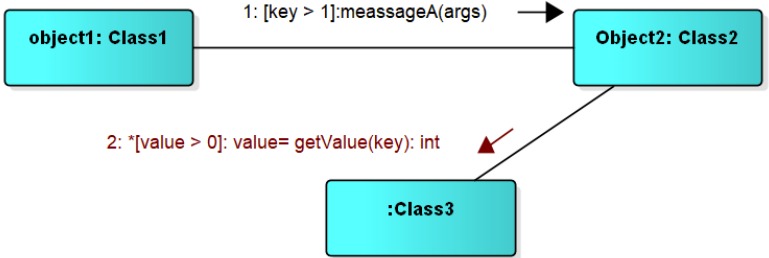 1: [key > 1]:meassageA(args)
object1: Class1
Object2: Class2
2: *[value > 0]: value= getValue(key): int
:Class3